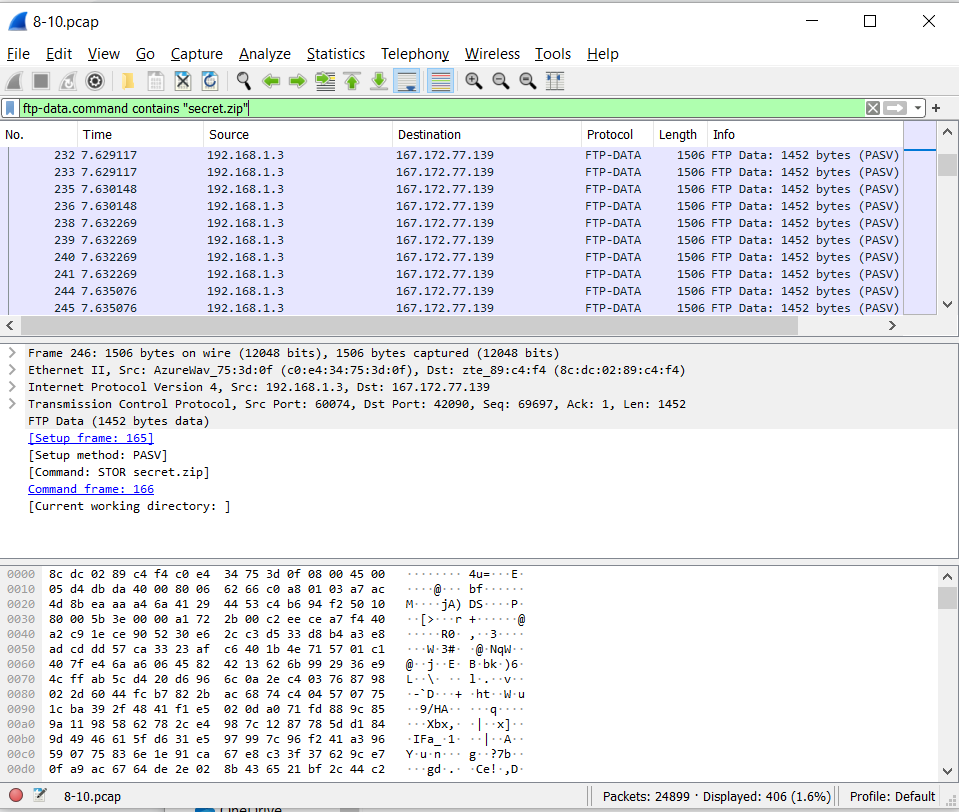 8-10.pcap
File Edit View Go Capture Analyze Statistics Telephony Wireless Tools Help
ftp-data.command contains "secret.zip"
No. Time Source Destination Protocol Length Info
232 7.629117 192.168.1.3 167.172.77.139 FTP-DATA 1506 FTP Data: 1452 bytes (PASV)
233 7.629117 192.168.1.3 167.172.77.139 FTP-DATA 1506 FTP Data: 1452 bytes (PASV)
235 7.630148 192.168.1.3 167.172.77.139 FTP-DATA 1506 FTP Data: 1452 bytes (PASV)
236 7.630148 192.168.1.3 167.172.77.139 FTP-DATA 1506 FTP Data: 1452 bytes (PASV)
238 7.632269 192.168.1.3 167.172.77.139 FTP-DATA 1506 FTP Data: 1452 bytes (PASV)
239 7.632269 192.168.1.3 167.172.77.139 FTP-DATA 1506 FTP Data: 1452 bytes (PASV)
240 7.632269 192.168.1.3 167.172.77.139 FTP-DATA 1506 FTP Data: 1452 bytes (PASV)
241 7.632269 192.168.1.3 167.172.77.139 FTP-DATA 1506 FTP Data: 1452 bytes (PASV)
244 7.635076 192.168.1.3 167.172.77.139 FTP-DATA 1506 FTP Data: 1452 bytes (PASV)
245 7.635076 192.168.1.3 167.172.77.139 FTP-DATA 1506 FTP Data: 1452 bytes (PASV)
Frame 246: 1506 bytes on wire (12048 bits), 1506 bytes captured (12048 bits)
Ethernet II, Src: AzureWav_75:3d:0f (c0:e4:34:75:3d:0f), Dst: zte_89:c4:f4 (8c:dc:02:89:c4:f4)
Internet Protocol Version 4, Src: 192.168.1.3, Dst: 167.172.77.139
Transmission Control Protocol, Src Port: 60074, Dst Port: 42090, Seq: 69697, Ack: 1, Len: 1452
FTP Data (1452 bytes data)
[Setup frame: 165]
[Setup method: PASV]
[Command: STOR secret.zip]
Command frame: 166
[Current working directory: ]
0000 8c dc 02 89 c4 f4 c0 e4 34 75 3d 0f 08 00 45 00 ········ 4u=···E·
0010 05 d4 db da 40 00 80 06 62 66 c0 a8 01 03 a7 ac ····@··· bf······
0020 4d 8b ea aa a4 6a 41 29 44 53 c4 b6 94 f2 50 10 M····jA) DS····P·
0030 80 00 5b 3e 00 00 a1 72 2b 00 c2 ee ce a7 f4 40 ··[>···r +······@
0040 a2 c9 1e ce 90 52 30 e6 2c c3 d5 33 d8 b4 a3 e8 ·····R0· ,··3····
0050 ad cd dd 57 ca 33 23 af c6 40 1b 4e 71 57 01 c1 ···W·3#· ·@·NqW··
0060 40 7f e4 6a a6 06 45 82 42 13 62 6b 99 29 36 e9 @··j··E· B·bk·)6·
0070 4c ff ab 5c d4 20 d6 96 6c 0a 2e c4 03 76 87 98 L··\· ·· l·.··v··
0080 02 2d 60 44 fc b7 82 2b ac 68 74 c4 04 57 07 75 ·-`D···+ ·ht··W·u
0090 1c ba 39 2f 48 41 f1 e5 02 0d a0 71 fd 88 9c 85 ··9/HA·· ···q····
00a0 9a 11 98 58 62 78 2c e4 98 7c 12 87 78 5d d1 84 ···Xbx,· ·|··x]··
00b0 9d 49 46 61 5f d6 31 e5 97 99 7c 96 f2 41 a3 96 ·IFa_·1· ··|··A··
00c0 59 07 75 83 6e 1e 91 ca 67 e8 c3 3f 37 62 9e e7 Y·u·n··· g··?7b··
00d0 0f a9 ac 67 64 de 2e 02 8b 43 65 21 bf 2c 44 c2 ···gd·.· ·Ce!·,D·
8-10.pcap Packets: 24899 · Displayed: 406 (1.6%) Profile: Default